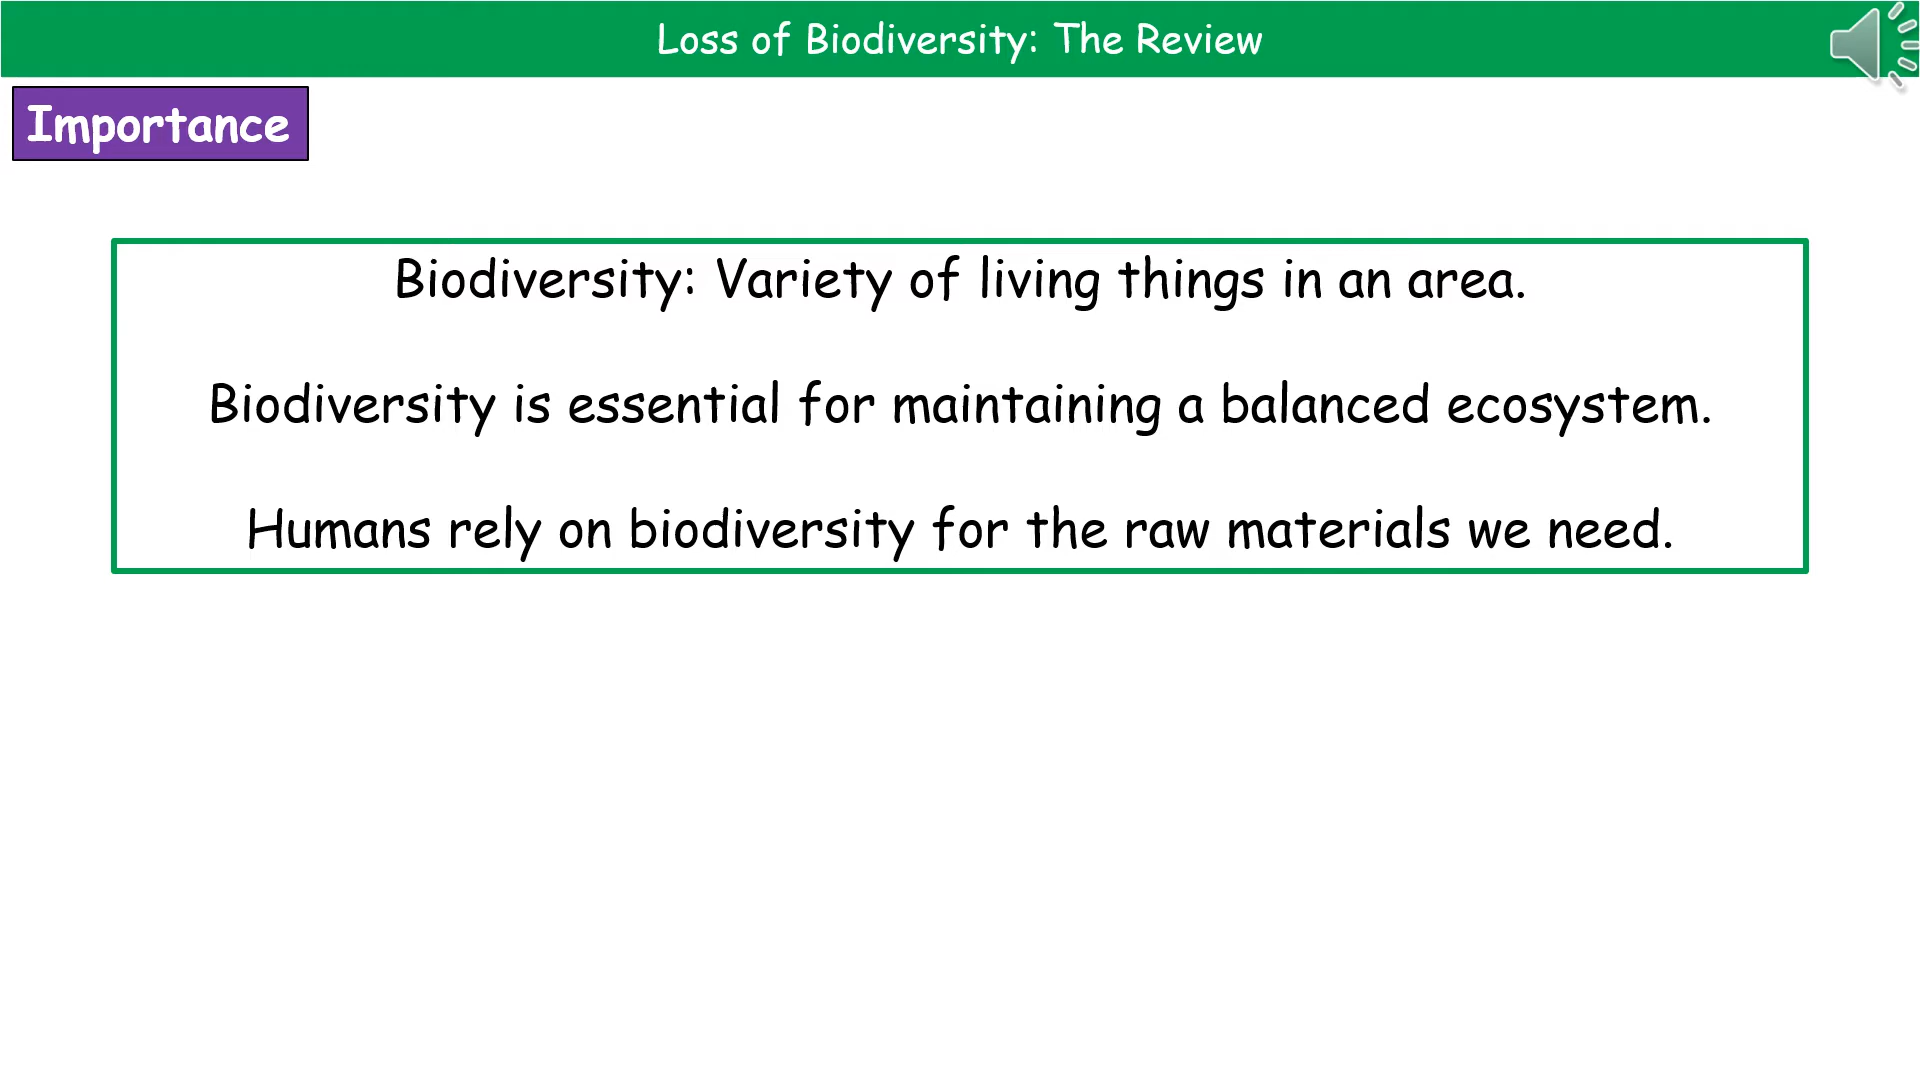 Loss of Biodiversity: The Review
Importance
Biodiversity: Variety of living things in an area.
Biodiversity is essential for maintaining a balanced ecosystem.
Humans rely on biodiversity for the raw materials we need.